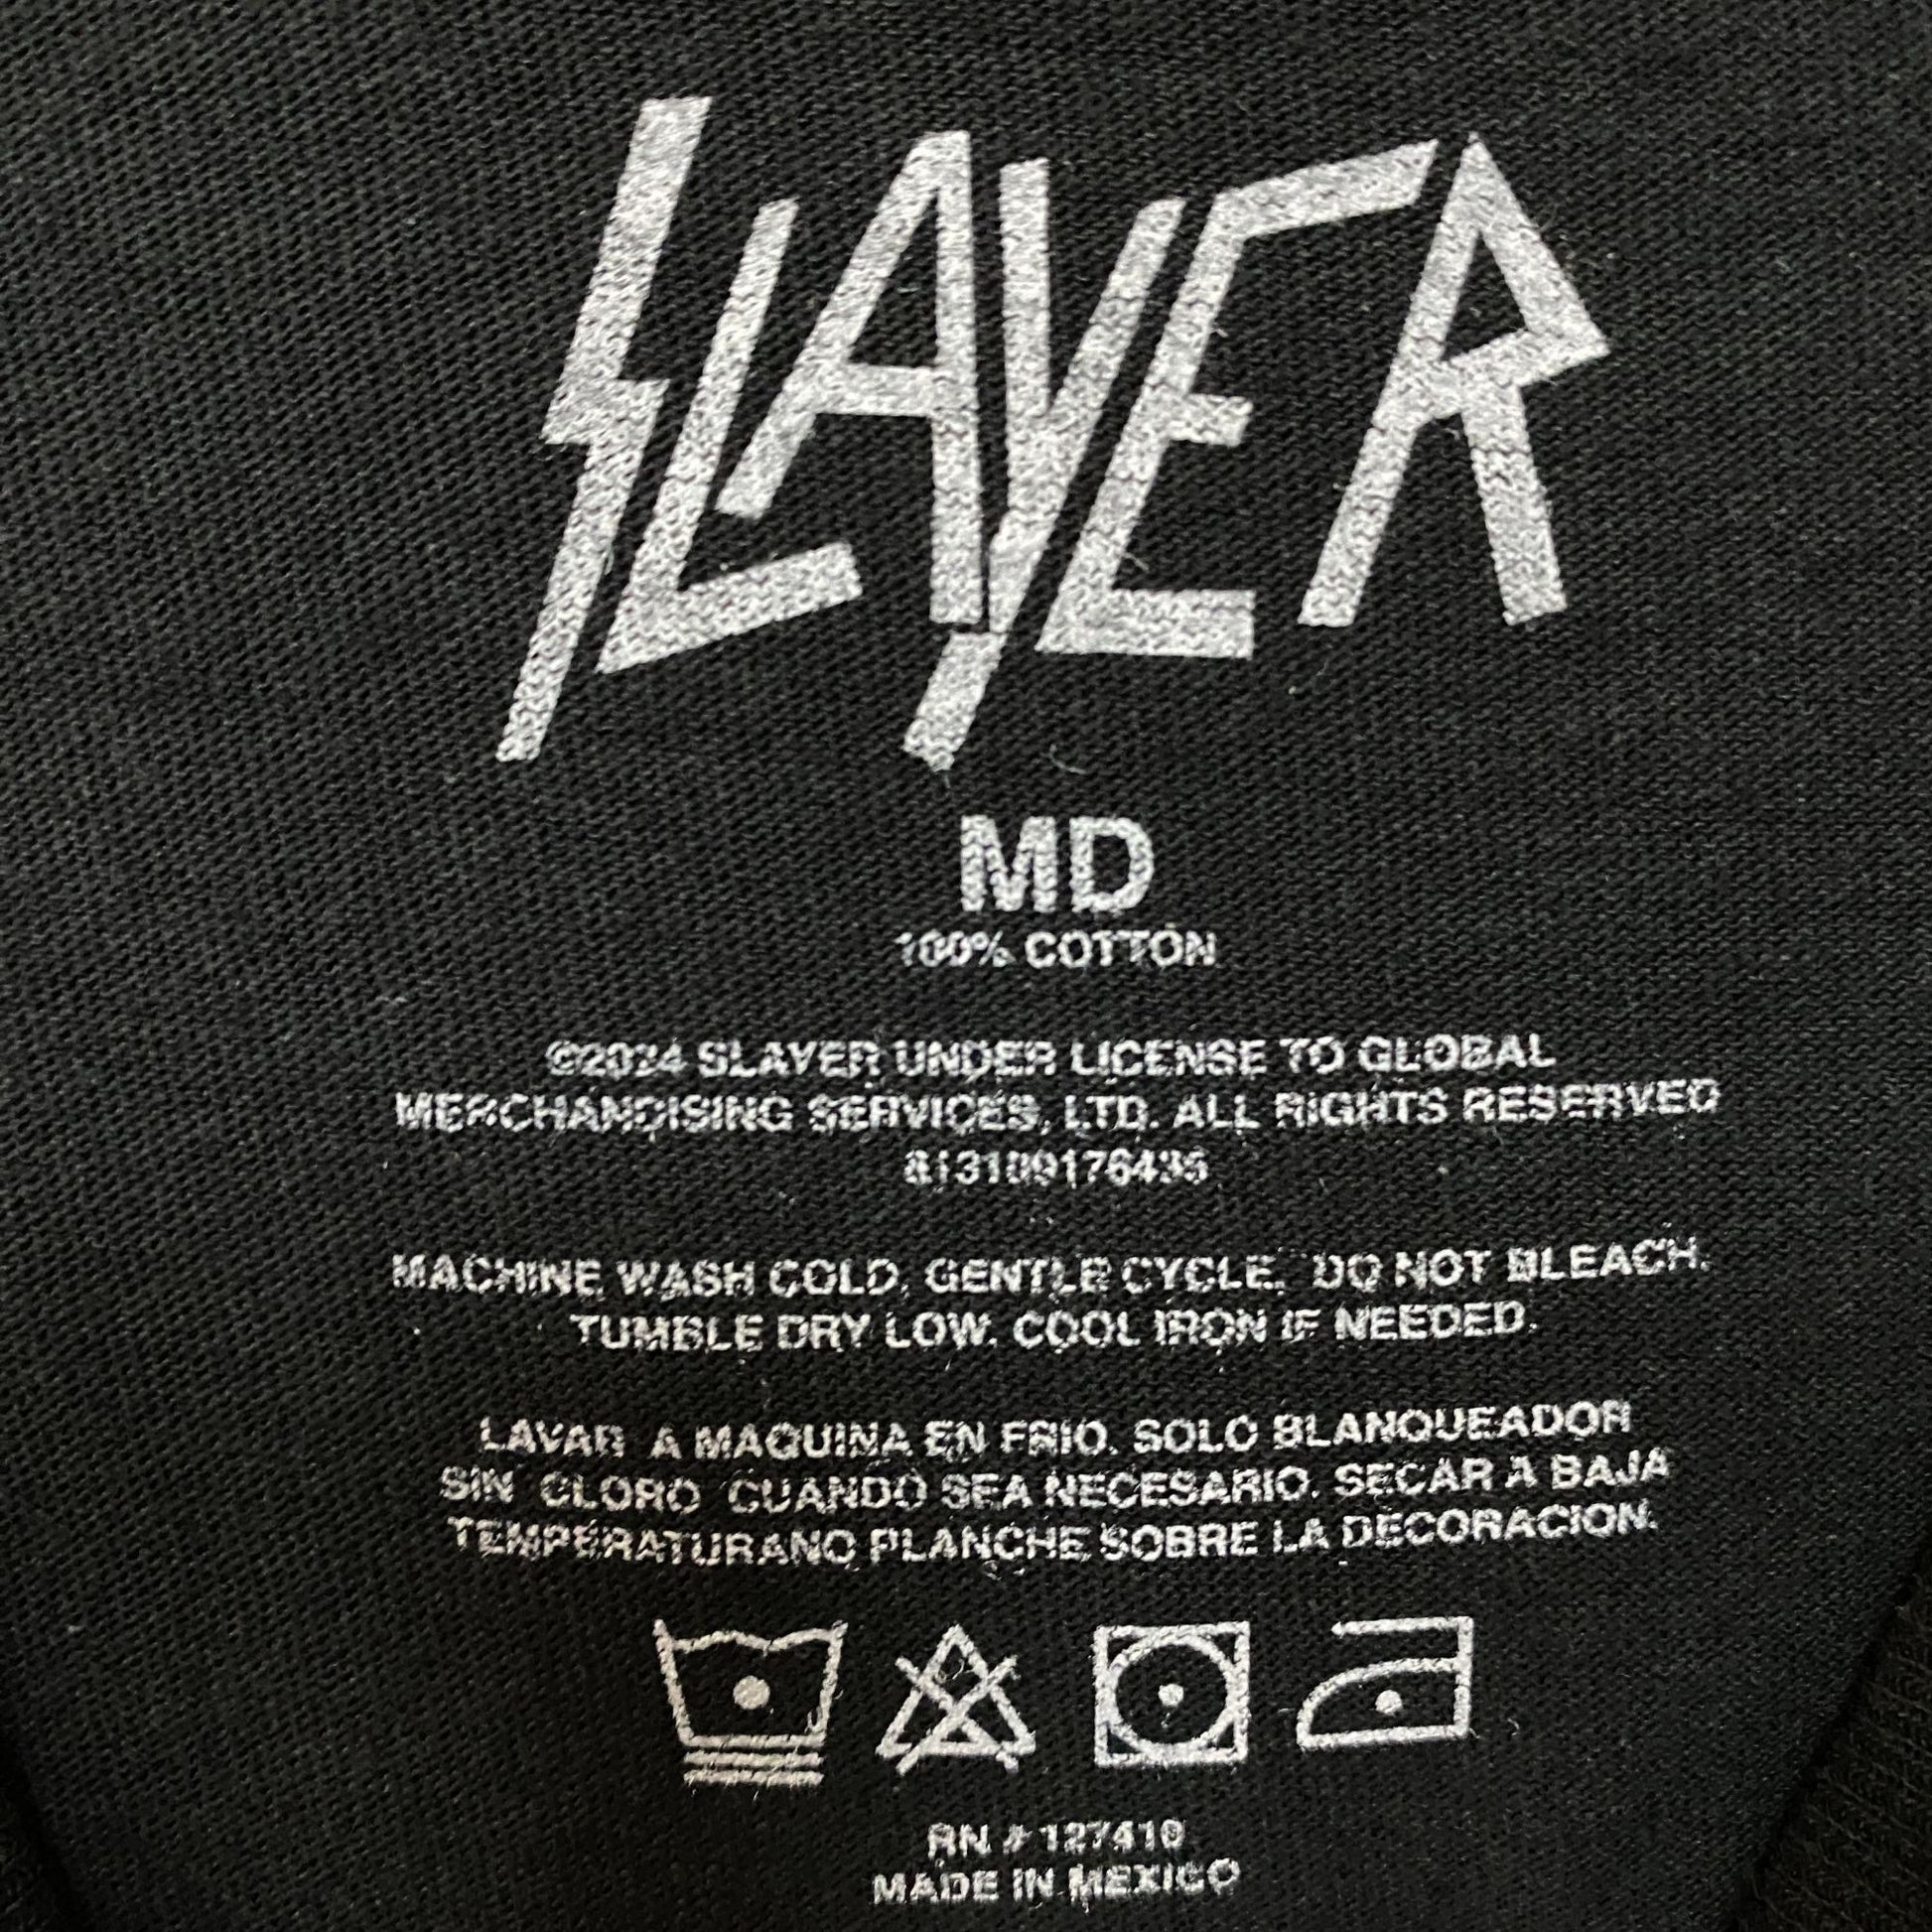 SLAYER
MD
100% COTTON
©2024 SLAYER UNDER LICENSE TO GLOBAL
MERCHANDISING SERVICES, LTD. ALL RIGHTS RESERVED
813109176436
MACHINE WASH COLD, GENTLE CYCLE. DO NOT BLEACH.
TUMBLE DRY LOW. COOL IRON IF NEEDED.
LAVAR A MAQUINA EN FRIO. SOLO BLANQUEADOR
SIN CLORO CUANDO SEA NECESARIO. SECAR A BAJA
TEMPERATURANO PLANCHE SOBRE LA DECORACION.
RN # 127410
MADE IN MEXICO